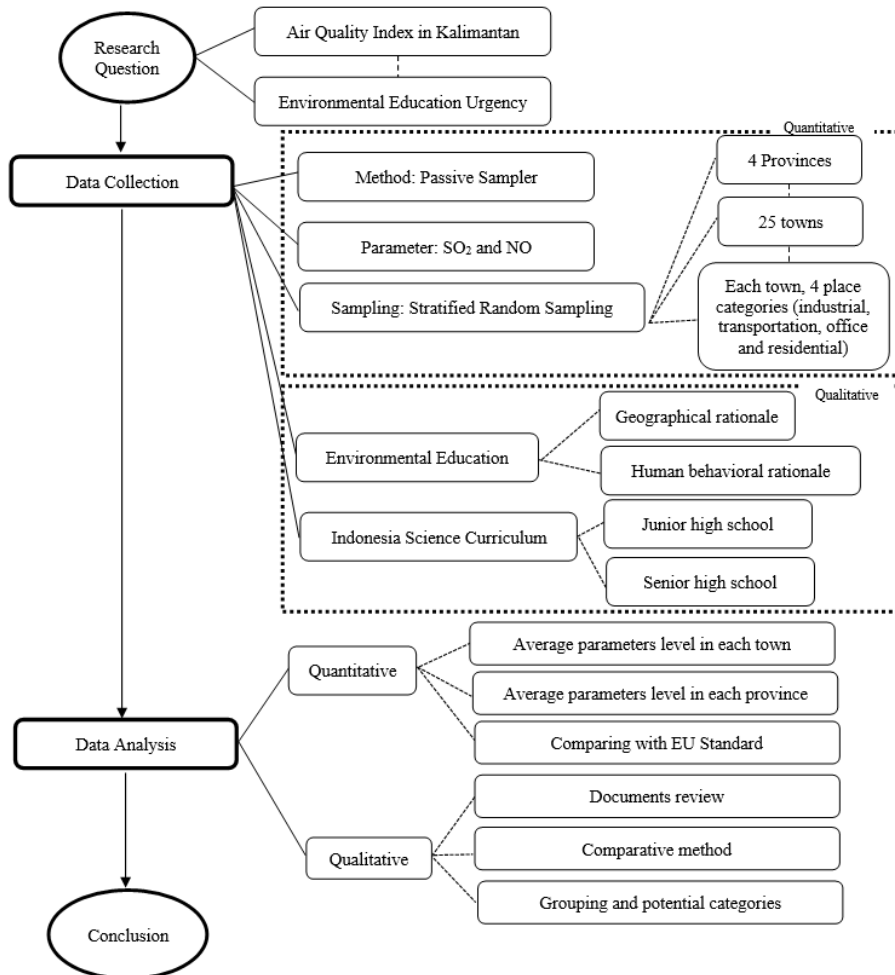 Research
Question
Air Quality Index in Kalimantan
Environmental Education Urgency
Data Collection
Quantitative
Method: Passive Sampler
Parameter: SO₂ and NO
Sampling: Stratified Random Sampling
4 Provinces
25 towns
Each town, 4 place
categories (industrial,
transportation, office
and residential)
Qualitative
Environmental Education
Geographical rationale
Human behavioral rationale
Indonesia Science Curriculum
Junior high school
Senior high school
Data Analysis
Quantitative
Average parameters level in each town
Average parameters level in each province
Comparing with EU Standard
Qualitative
Documents review
Comparative method
Grouping and potential categories
Conclusion